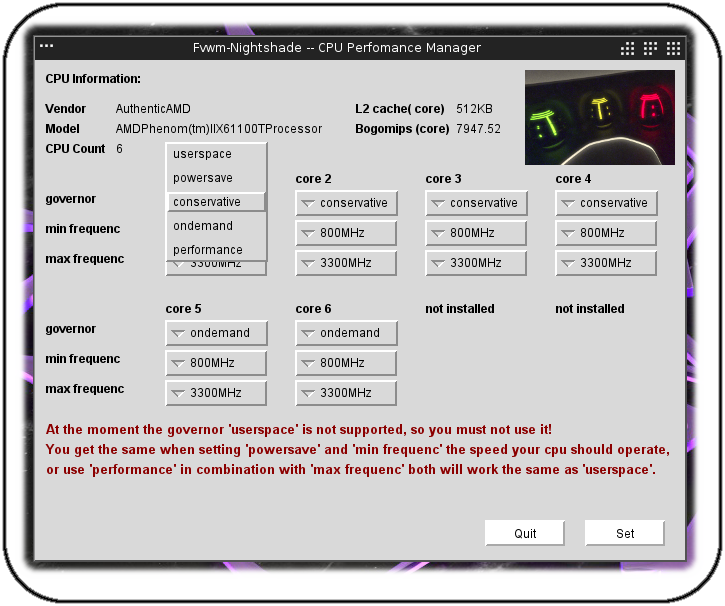 Fvwm-Nightshade -- CPU Perfomance Manager
CPU Information:
Vendor AuthenticAMD L2 cache( core) 512KB
Model AMDPhenom(tm)IIX61100TProcessor Bogomips (core) 7947.52
CPU Count 6
userspace
powersave
conservative
ondemand
performance
core 2 core 3 core 4
governor conservative conservative conservative
min frequenc 800MHz 800MHz 800MHz
max frequenc 3300MHz 3300MHz 3300MHz 3300MHz
core 5 core 6 not installed not installed
governor ondemand ondemand
min frequenc 800MHz 800MHz
max frequenc 3300MHz 3300MHz
At the moment the governor 'userspace' is not supported, so you must not use it!
You get the same when setting 'powersave' and 'min frequenc' the speed your cpu should operate,
or use 'performance' in combination with 'max frequenc' both will work the same as 'userspace'.
Quit Set